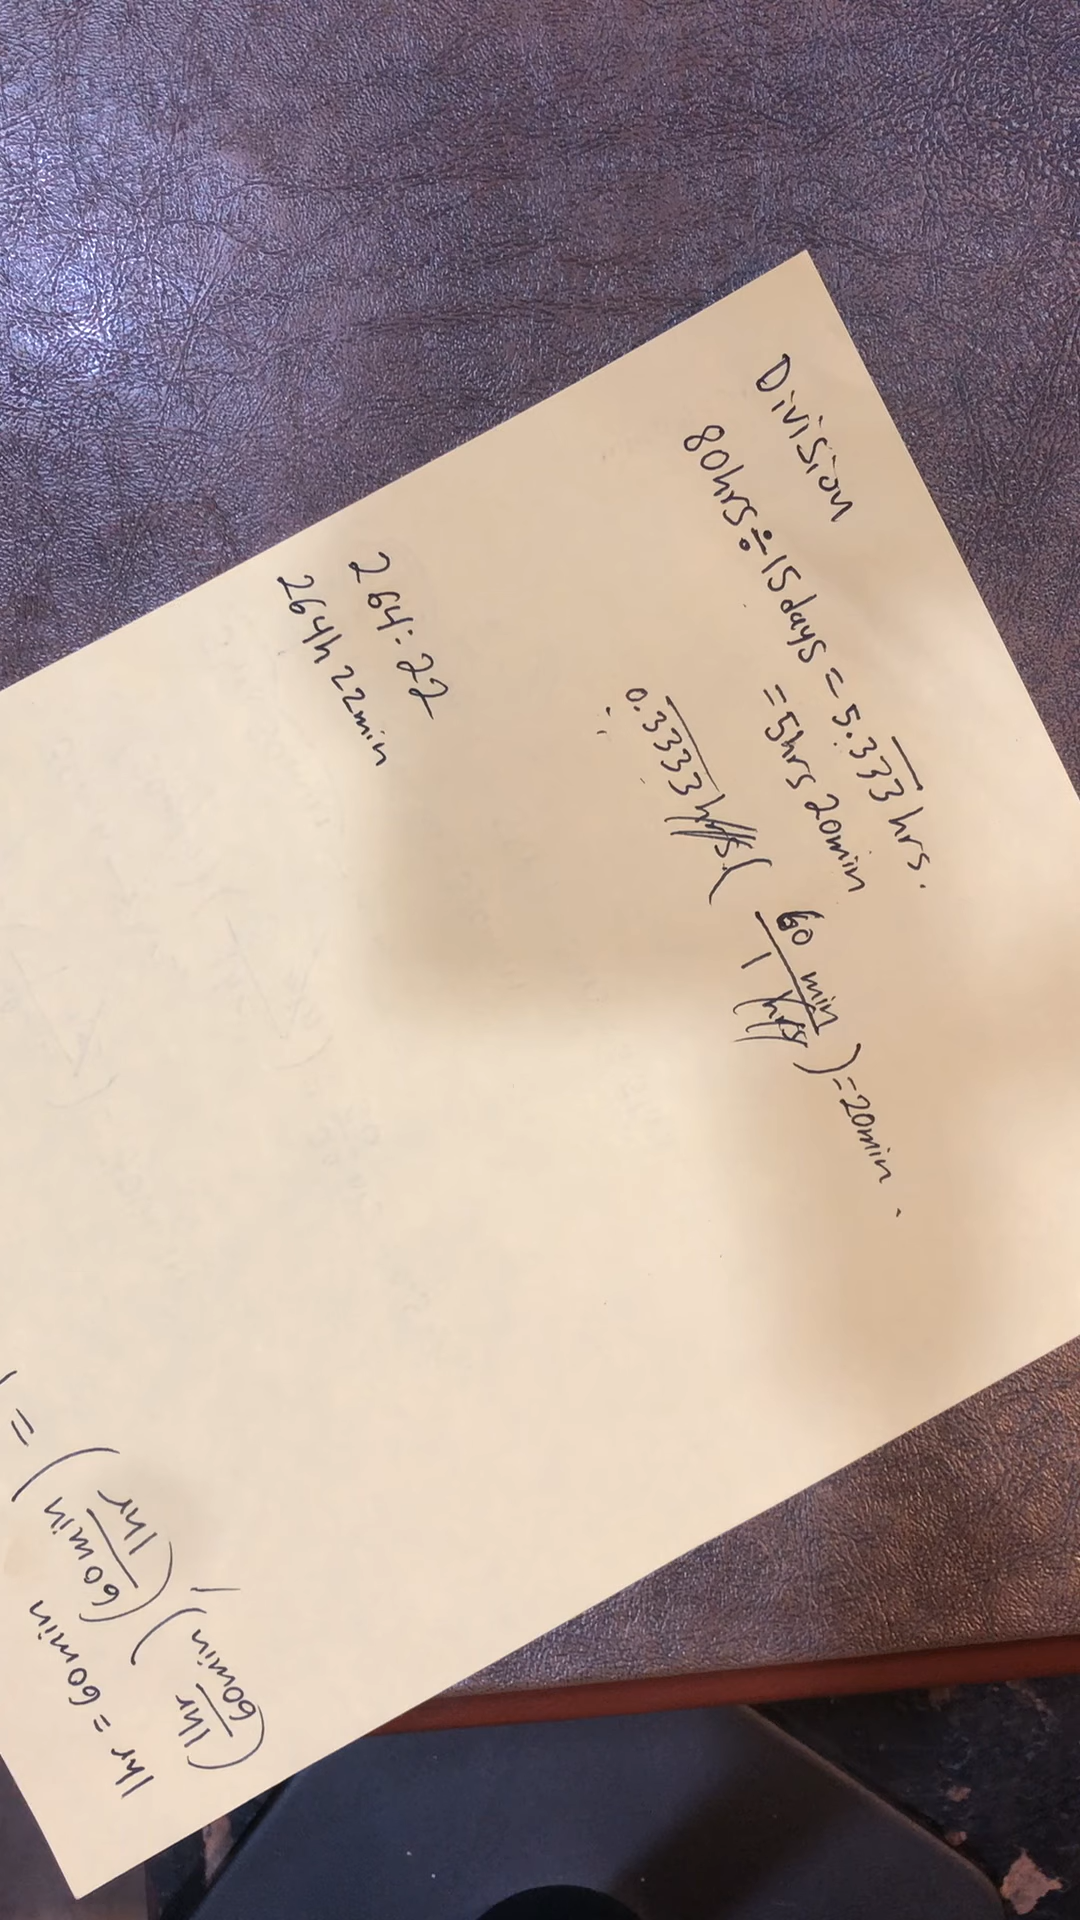 Division
80hrs ÷ 15 days = 5.333 hrs.
= 5hrs 20min
0.3333 hrs ( 60 min / 1 hrs ) = 20min.
264:22
264h 22min
1hr = 60min
(1hr / 60min), (60min / 1hr) =